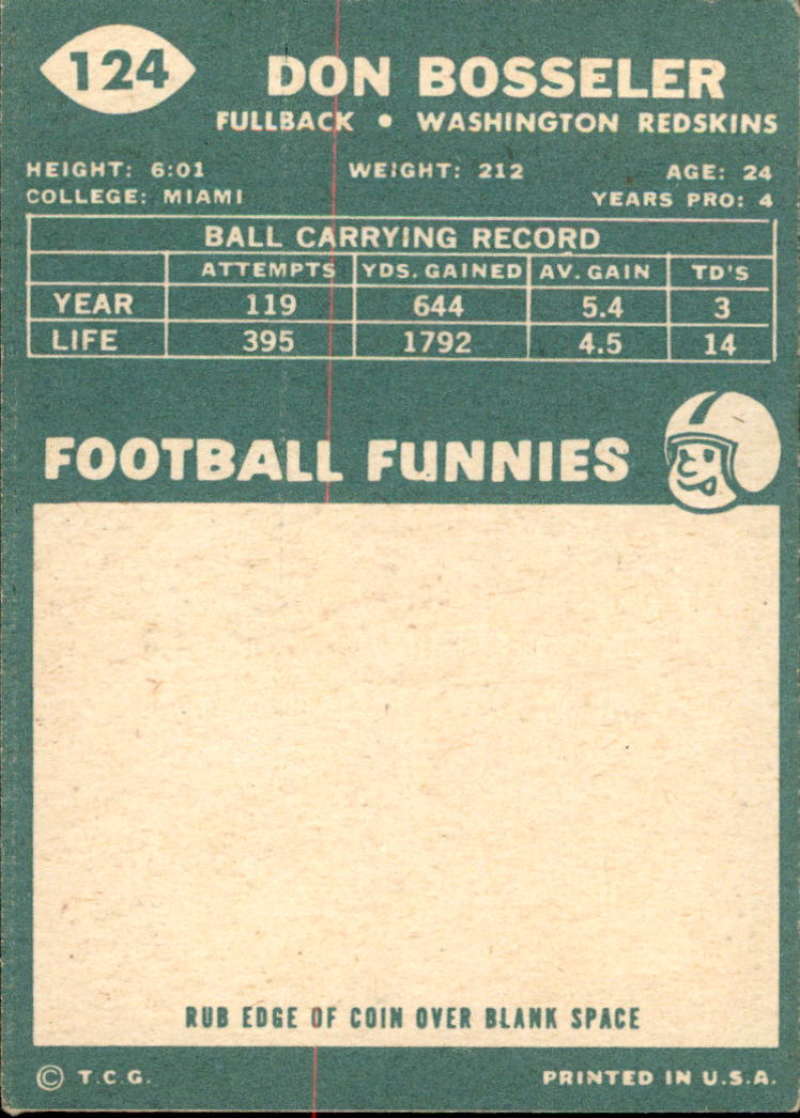 124
DON BOSSELER
FULLBACK • WASHINGTON REDSKINS
HEIGHT: 6:01 WEIGHT: 212 AGE: 24
COLLEGE: MIAMI YEARS PRO: 4
BALL CARRYING RECORD
ATTEMPTS YDS. GAINED AV. GAIN TD'S
YEAR 119 644 5.4 3
LIFE 395 1792 4.5 14
FOOTBALL FUNNIES
RUB EDGE OF COIN OVER BLANK SPACE
© T.C.G. PRINTED IN U.S.A.